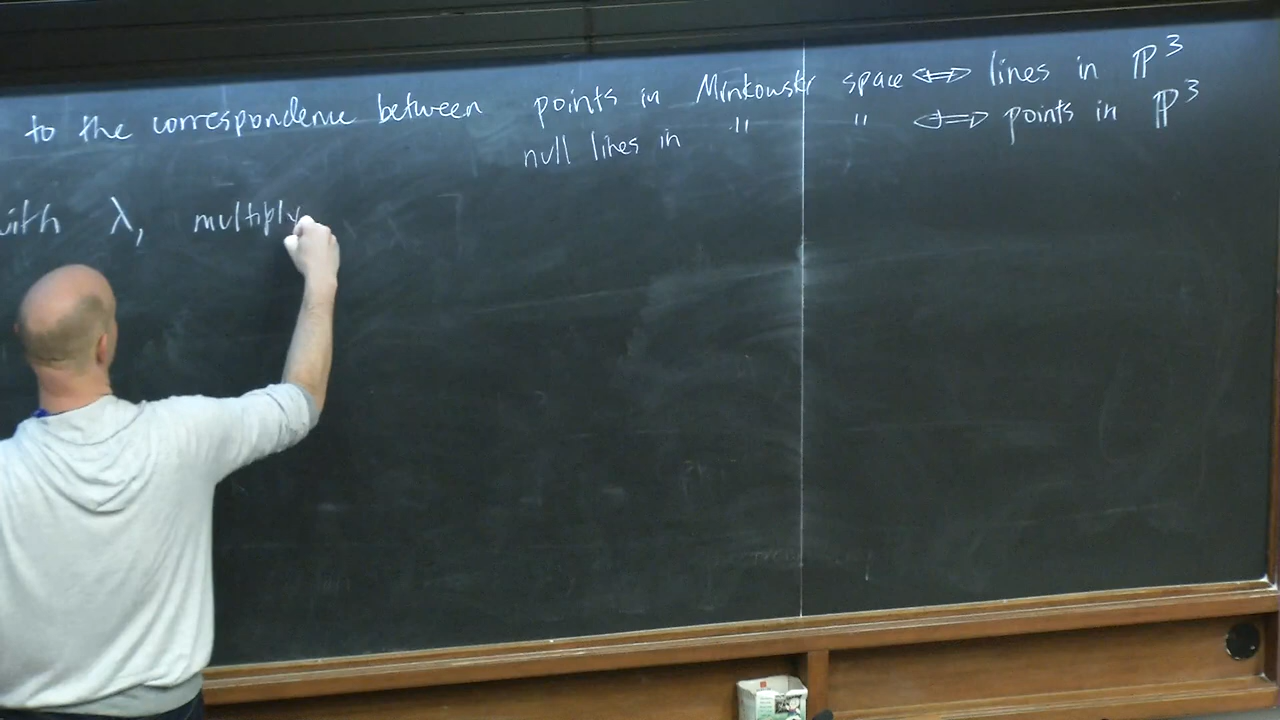 to the correspondence between points in Minkowski space ⟺ lines in ℙ³
null lines in " " ⟺ points in ℙ³
with λ, multiply